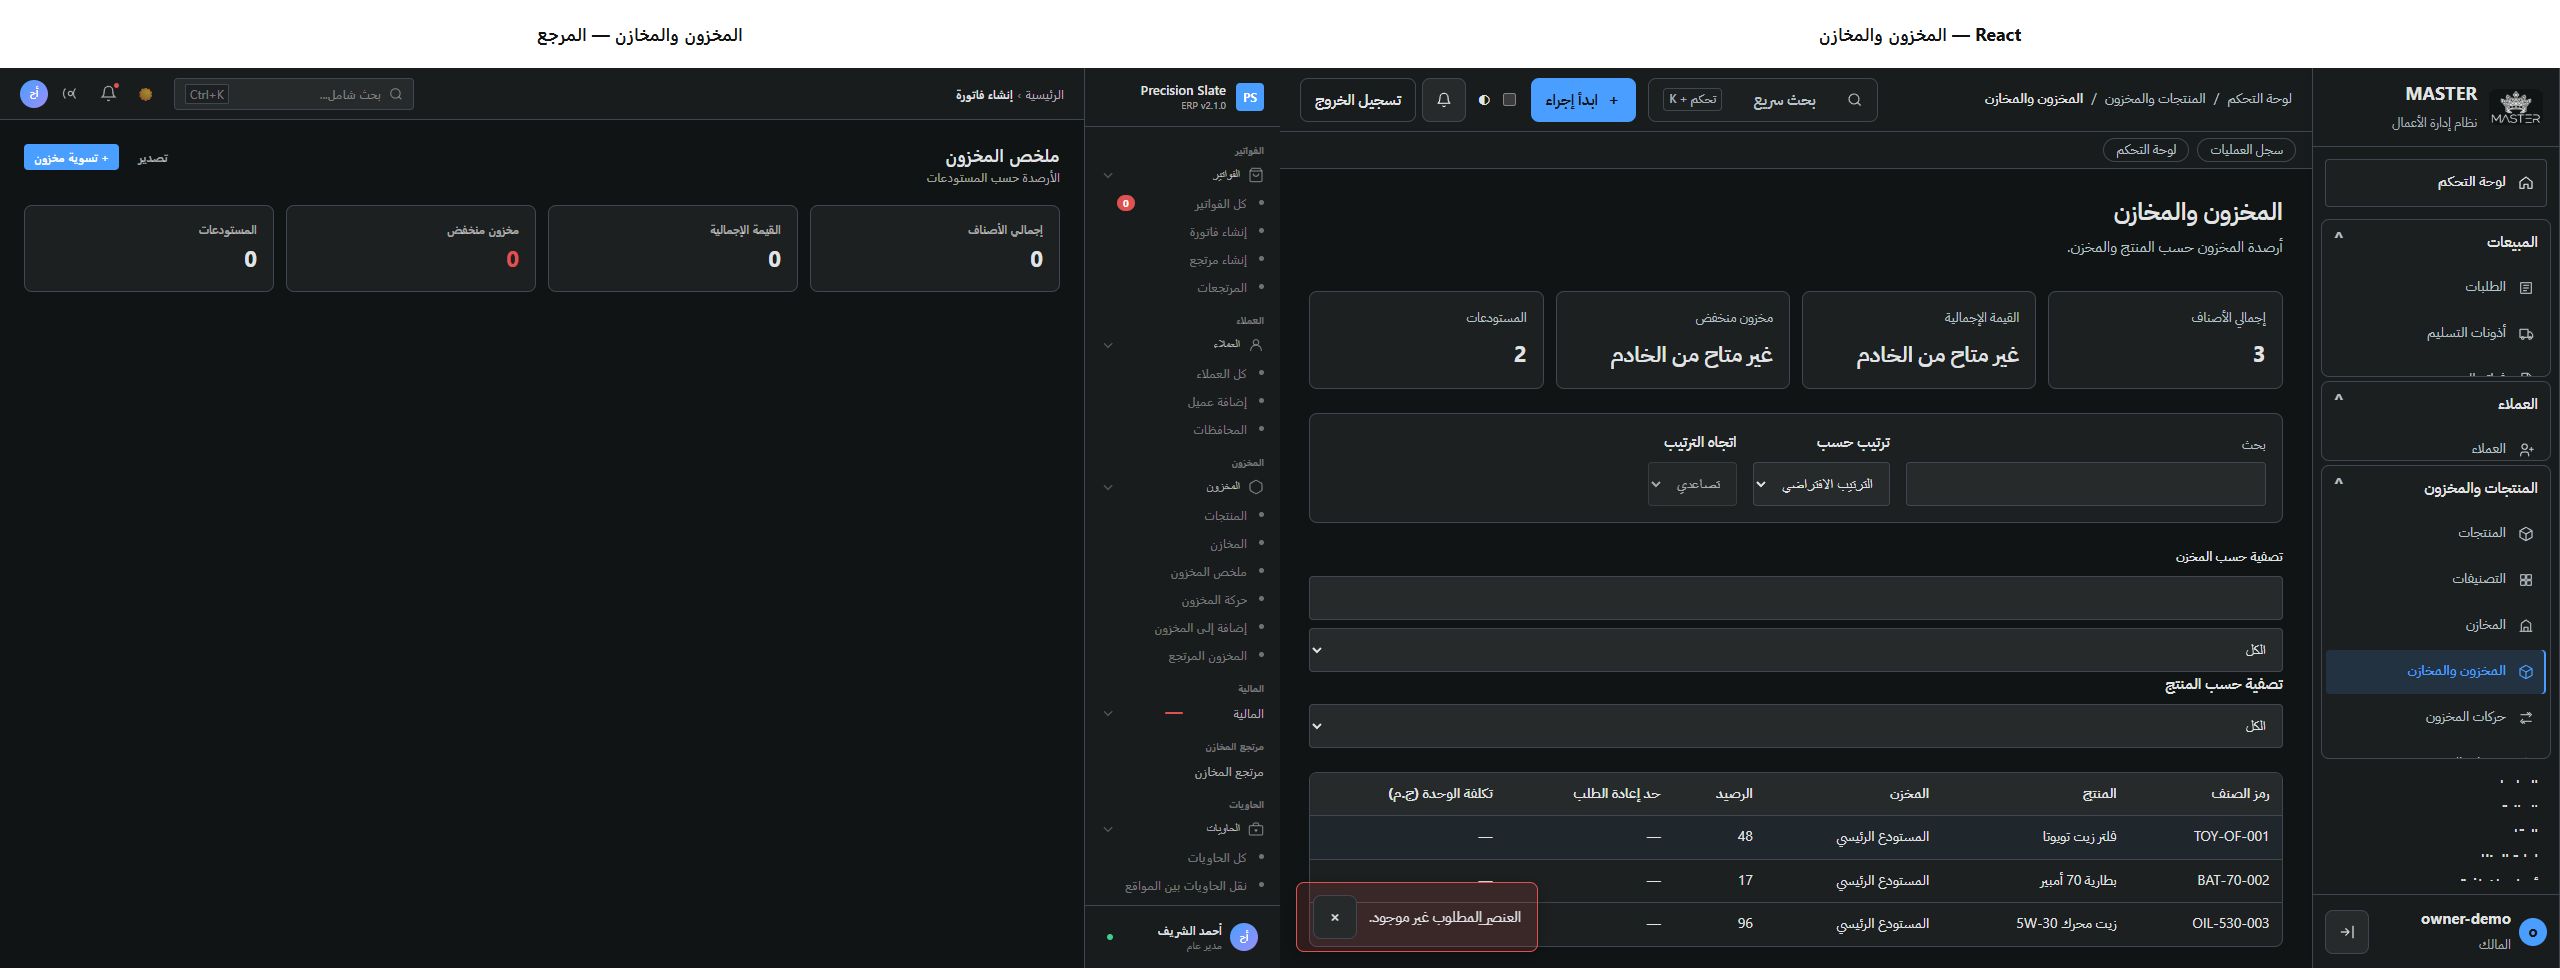 React — المخزون والمخازن
MASTER
نظام إدارة الأعمال
MASTER
لوحة التحكم / المنتجات والمخزون / المخزون والمخازن
بحث سريع
تحكم + K
+ ابدأ إجراء
تسجيل الخروج
سجل العمليات
لوحة التحكم
لوحة التحكم
المبيعات
الطلبات
أذونات التسليم
العملاء
العملاء
المنتجات والمخزون
المنتجات
التصنيفات
المخازن
المخزون والمخازن
حركات المخزون
owner-demo
المالك
o
المخزون والمخازن
أرصدة المخزون حسب المنتج والمخزن.
إجمالي الأصناف
3
القيمة الإجمالية
غير متاح من الخادم
مخزون منخفض
غير متاح من الخادم
المستودعات
2
بحث
ترتيب حسب
اتجاه الترتيب
الترتيب الافتراضي
تصاعدي
تصفية حسب المخزن
الكل
تصفية حسب المنتج
الكل
رمز الصنف المنتج المخزن الرصيد حد إعادة الطلب تكلفة الوحدة (ج.م)
TOY-OF-001 فلتر زيت تويوتا المستودع الرئيسي 48 — —
BAT-70-002 بطارية 70 أمبير المستودع الرئيسي 17 — —
OIL-530-003 زيت محرك 5W-30 المستودع الرئيسي 96 —
العنصر المطلوب غير موجود.
×
المخزون والمخازن — المرجع
PS
Precision Slate
ERP v2.1.0
الرئيسية › إنشاء فاتورة
بحث شامل...
Ctrl+K
أح
الفواتير
الفواتير
كل الفواتير
0
إنشاء فاتورة
إنشاء مرتجع
المرتجعات
العملاء
العملاء
كل العملاء
إضافة عميل
المحافظات
المخزون
المخزون
المنتجات
المخازن
ملخص المخزون
حركة المخزون
إضافة إلى المخزون
المخزون المرتجع
المالية
المالية
مرتجع المخازن
مرتجع المخازن
الحاويات
الحاويات
كل الحاويات
نقل الحاويات بين المواقع
أح
أحمد الشريف
مدير عام
ملخص المخزون
الأرصدة حسب المستودعات
تصدير
+ تسوية مخزون
إجمالي الأصناف
0
القيمة الإجمالية
0
مخزون منخفض
0
المستودعات
0